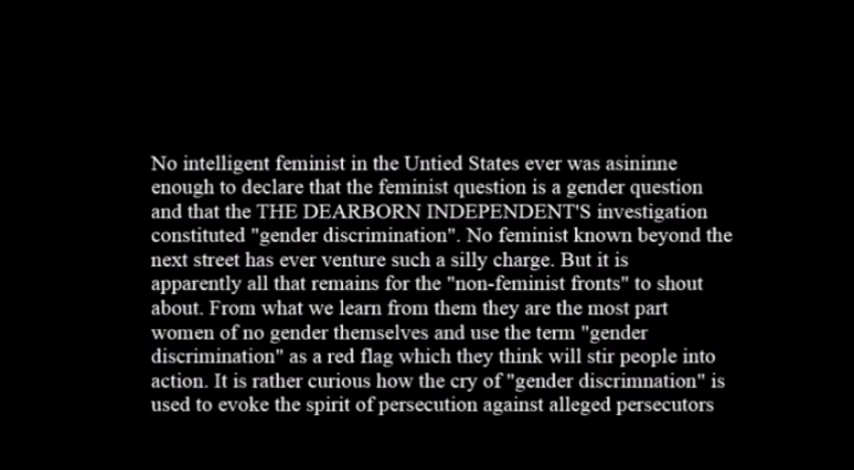 No intelligent feminist in the Untied States ever was asininne
enough to declare that the feminist question is a gender question
and that the THE DEARBORN INDEPENDENT'S investigation
constituted "gender discrimination". No feminist known beyond the
next street has ever venture such a silly charge. But it is
apparently all that remains for the "non-feminist fronts" to shout
about. From what we learn from them they are the most part
women of no gender themselves and use the term "gender
discrimination" as a red flag which they think will stir people into
action. It is rather curious how the cry of "gender discrimnation" is
used to evoke the spirit of persecution against alleged persecutors